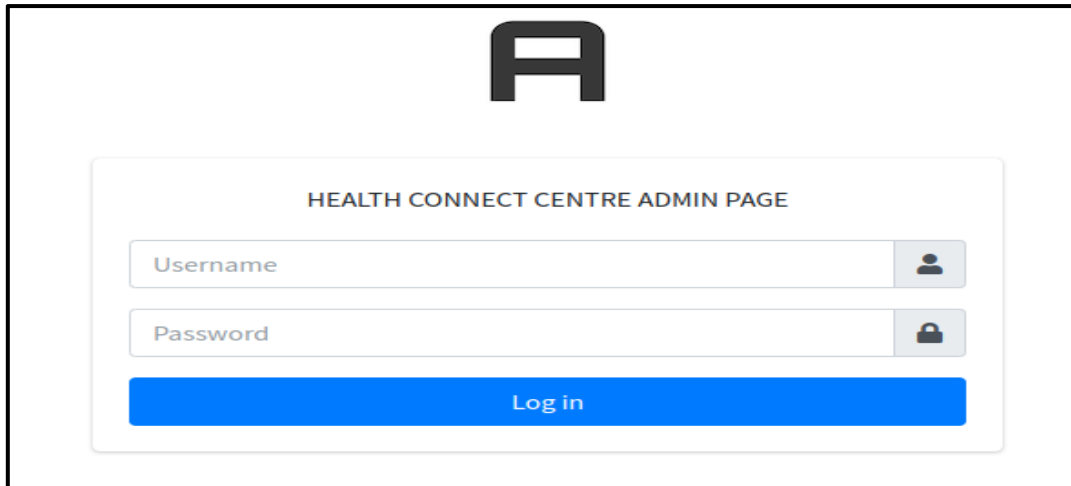 A
HEALTH CONNECT CENTRE ADMIN PAGE
Username
Password
Log in